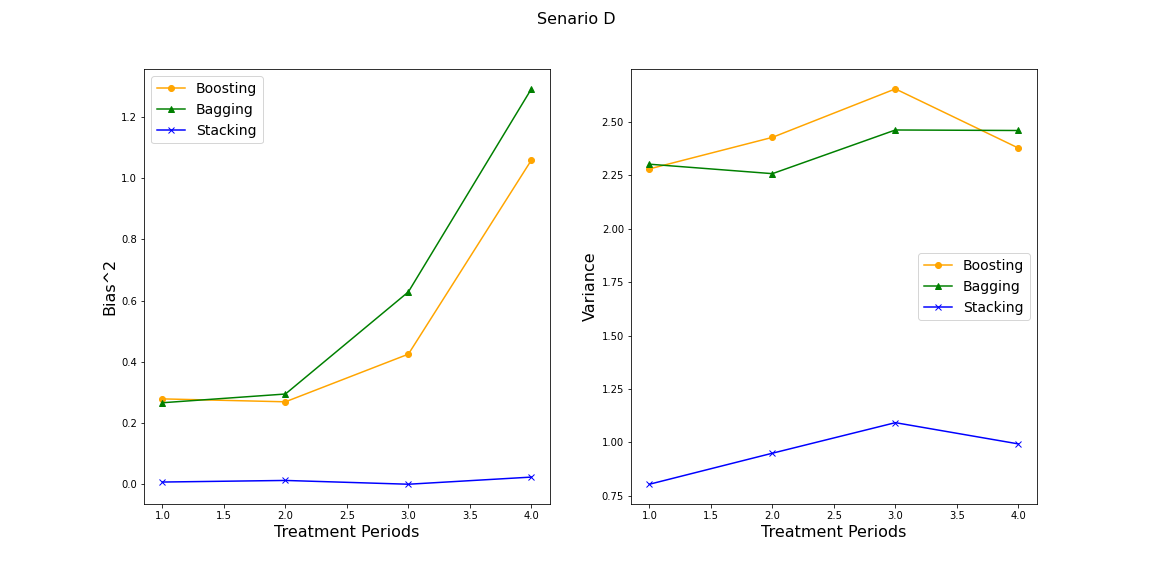 Senario D
Boosting
Bagging
Stacking
Bias^2
1.2
1.0
0.8
0.6
0.4
0.2
0.0
1.0 1.5 2.0 2.5 3.0 3.5 4.0
Treatment Periods
Variance
2.50
2.25
2.00
1.75
1.50
1.25
1.00
0.75
Boosting
Bagging
Stacking
1.0 1.5 2.0 2.5 3.0 3.5 4.0
Treatment Periods